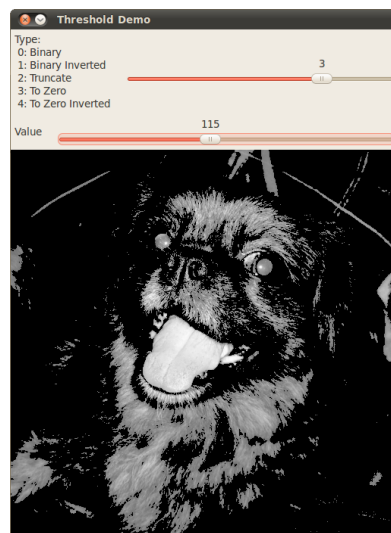 Threshold Demo
Type:
0: Binary
1: Binary Inverted
2: Truncate
3: To Zero
4: To Zero Inverted
3
Value
115